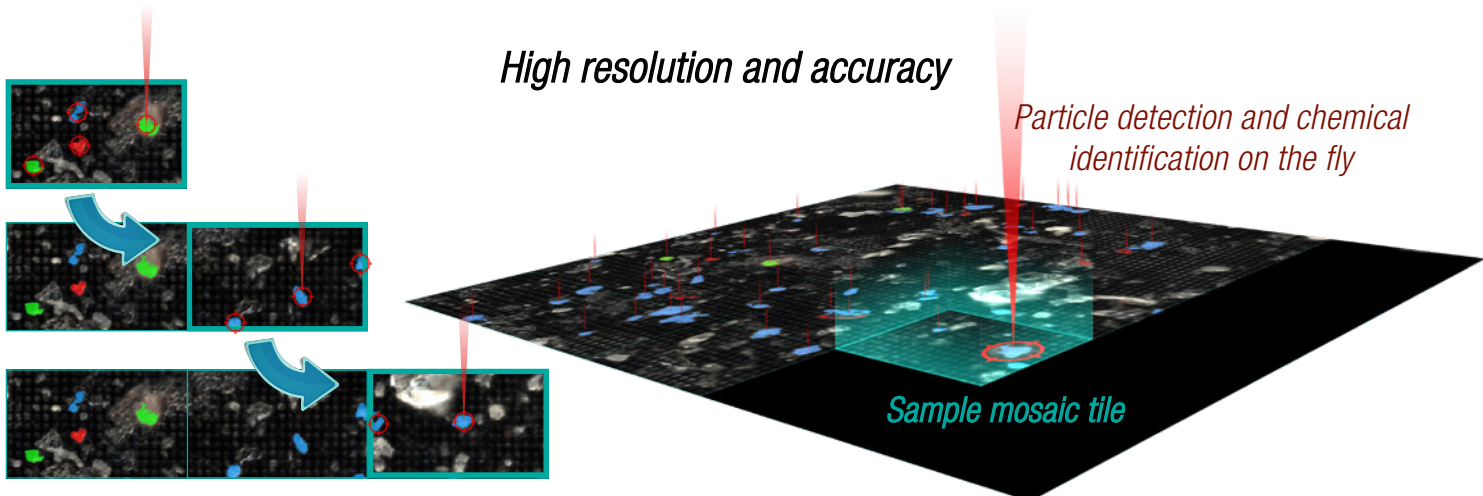 High resolution and accuracy
Particle detection and chemical
identification on the fly
Sample mosaic tile